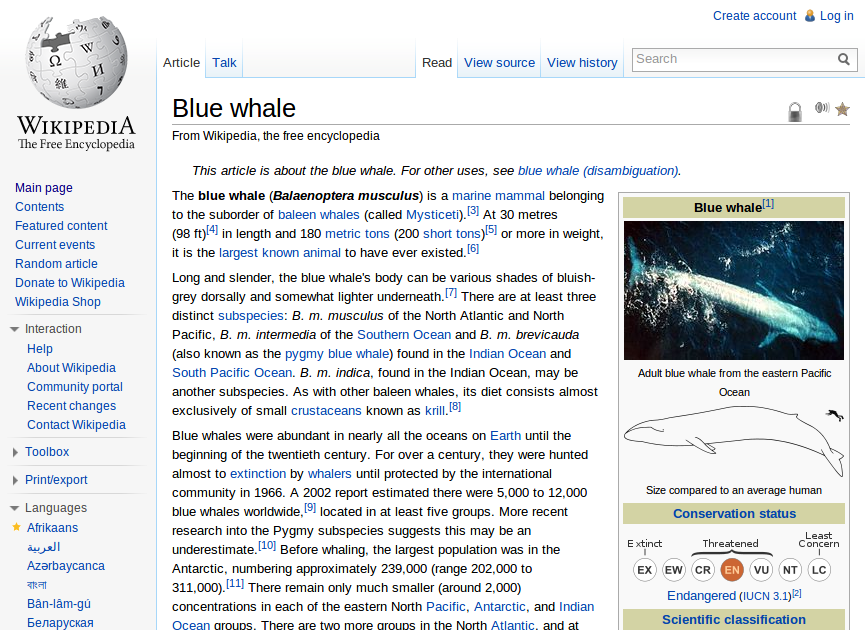 Create account Log in
Article Talk Read View source View history Search
WIKIPEDIA
The Free Encyclopedia
Main page
Contents
Featured content
Current events
Random article
Donate to Wikipedia
Wikipedia Shop
Interaction
Help
About Wikipedia
Community portal
Recent changes
Contact Wikipedia
Toolbox
Print/export
Languages
Afrikaans
العربية
Azərbaycanca
বাংলা
Bân-lâm-gú
Беларуская
Blue whale
From Wikipedia, the free encyclopedia
This article is about the blue whale. For other uses, see blue whale (disambiguation).
The blue whale (Balaenoptera musculus) is a marine mammal belonging
to the suborder of baleen whales (called Mysticeti).[3] At 30 metres
(98 ft)[4] in length and 180 metric tons (200 short tons)[5] or more in weight,
it is the largest known animal to have ever existed.[6]
Long and slender, the blue whale's body can be various shades of bluish-
grey dorsally and somewhat lighter underneath.[7] There are at least three
distinct subspecies: B. m. musculus of the North Atlantic and North
Pacific, B. m. intermedia of the Southern Ocean and B. m. brevicauda
(also known as the pygmy blue whale) found in the Indian Ocean and
South Pacific Ocean. B. m. indica, found in the Indian Ocean, may be
another subspecies. As with other baleen whales, its diet consists almost
exclusively of small crustaceans known as krill.[8]
Blue whales were abundant in nearly all the oceans on Earth until the
beginning of the twentieth century. For over a century, they were hunted
almost to extinction by whalers until protected by the international
community in 1966. A 2002 report estimated there were 5,000 to 12,000
blue whales worldwide,[9] located in at least five groups. More recent
research into the Pygmy subspecies suggests this may be an
underestimate.[10] Before whaling, the largest population was in the
Antarctic, numbering approximately 239,000 (range 202,000 to
311,000).[11] There remain only much smaller (around 2,000)
concentrations in each of the eastern North Pacific, Antarctic, and Indian
Ocean groups. There are two more groups in the North Atlantic, and at
Blue whale[1]
Adult blue whale from the eastern Pacific
Ocean
Size compared to an average human
Conservation status
Extinct Threatened Least
Concern
EX EW CR EN VU NT LC
Endangered (IUCN 3.1)[2]
Scientific classification